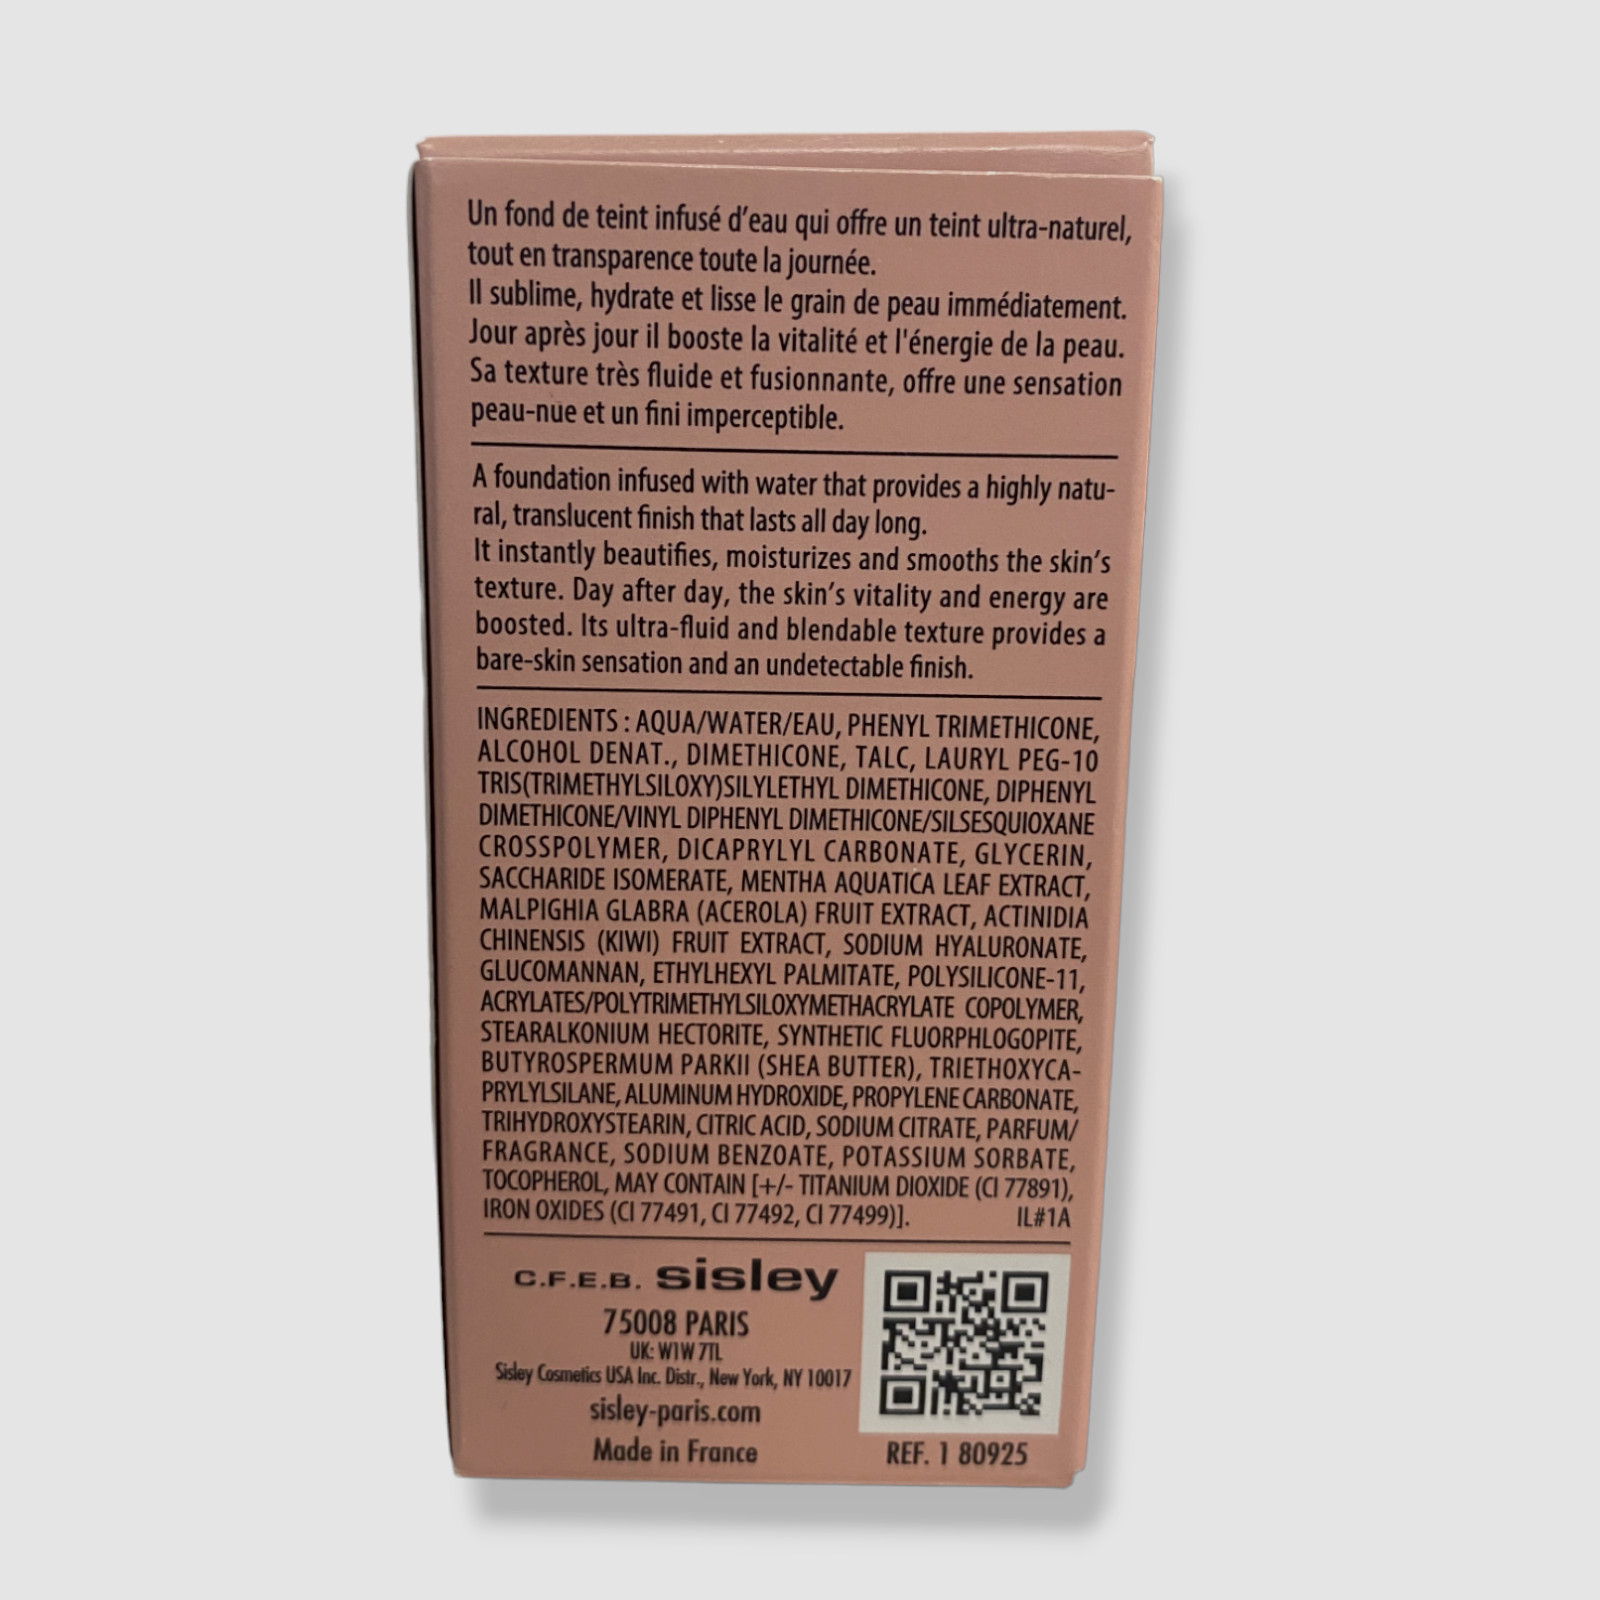 Un fond de teint infusé d'eau qui offre un teint ultra-naturel,
tout en transparence toute la journée.
Il sublime, hydrate et lisse le grain de peau immédiatement.
Jour après jour il booste la vitalité et l'énergie de la peau.
Sa texture très fluide et fusionnante, offre une sensation
peau-nue et un fini imperceptible.
A foundation infused with water that provides a highly natu-
ral, translucent finish that lasts all day long.
It instantly beautifies, moisturizes and smooths the skin's
texture. Day after day, the skin's vitality and energy are
boosted. Its ultra-fluid and blendable texture provides a
bare-skin sensation and an undetectable finish.
INGREDIENTS : AQUA/WATER/EAU, PHENYL TRIMETHICONE,
ALCOHOL DENAT., DIMETHICONE, TALC, LAURYL PEG-10
TRIS(TRIMETHYLSILOXY)SILYLETHYL DIMETHICONE, DIPHENYL
DIMETHICONE/VINYL DIPHENYL DIMETHICONE/SILSESQUIOXANE
CROSSPOLYMER, DICAPRYLYL CARBONATE, GLYCERIN,
SACCHARIDE ISOMERATE, MENTHA AQUATICA LEAF EXTRACT,
MALPIGHIA GLABRA (ACEROLA) FRUIT EXTRACT, ACTINIDIA
CHINENSIS (KIWI) FRUIT EXTRACT, SODIUM HYALURONATE,
GLUCOMANNAN, ETHYLHEXYL PALMITATE, POLYSILICONE-11,
ACRYLATES/POLYTRIMETHYLSILOXYMETHACRYLATE COPOLYMER,
STEARALKONIUM HECTORITE, SYNTHETIC FLUORPHLOGOPITE,
BUTYROSPERMUM PARKII (SHEA BUTTER), TRIETHOXYCA-
PRYLYLSILANE, ALUMINUM HYDROXIDE, PROPYLENE CARBONATE,
TRIHYDROXYSTEARIN, CITRIC ACID, SODIUM CITRATE, PARFUM/
FRAGRANCE, SODIUM BENZOATE, POTASSIUM SORBATE,
TOCOPHEROL, MAY CONTAIN [+/- TITANIUM DIOXIDE (CI 77891),
IRON OXIDES (CI 77491, CI 77492, CI 77499)]. IL#1A
C.F.E.B. sisley
75008 PARIS
UK: W1W 7TL
Sisley Cosmetics USA Inc. Distr., New York, NY 10017
sisley-paris.com
Made in France
REF. 1 80925